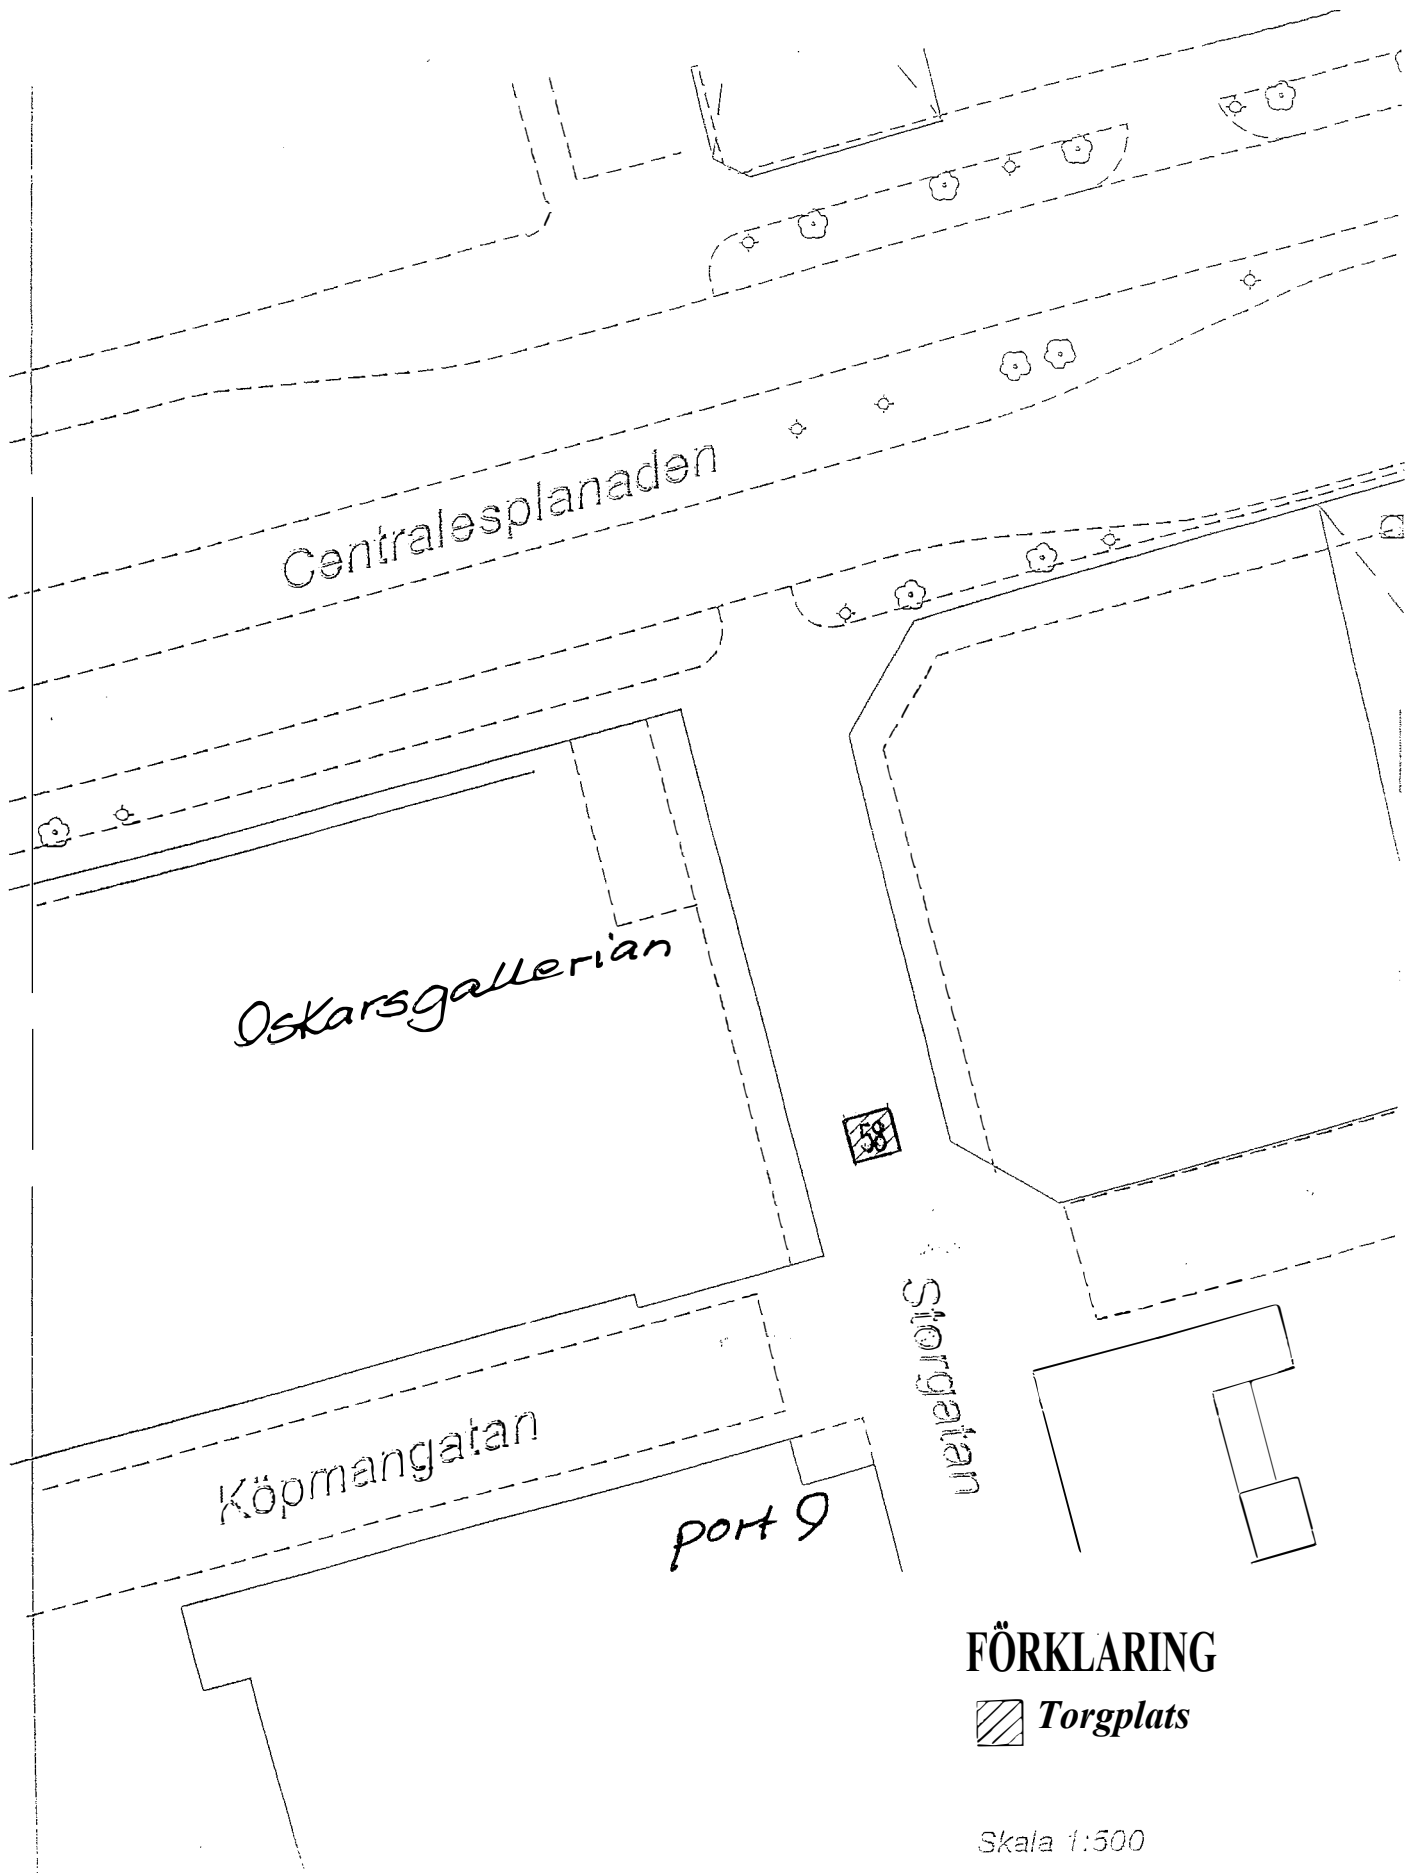 Centralesplanaden
Oskarsgallerian
58
Storgatan
Köpmangatan
port 9
FÖRKLARING
Torgplats
Skala 1:500